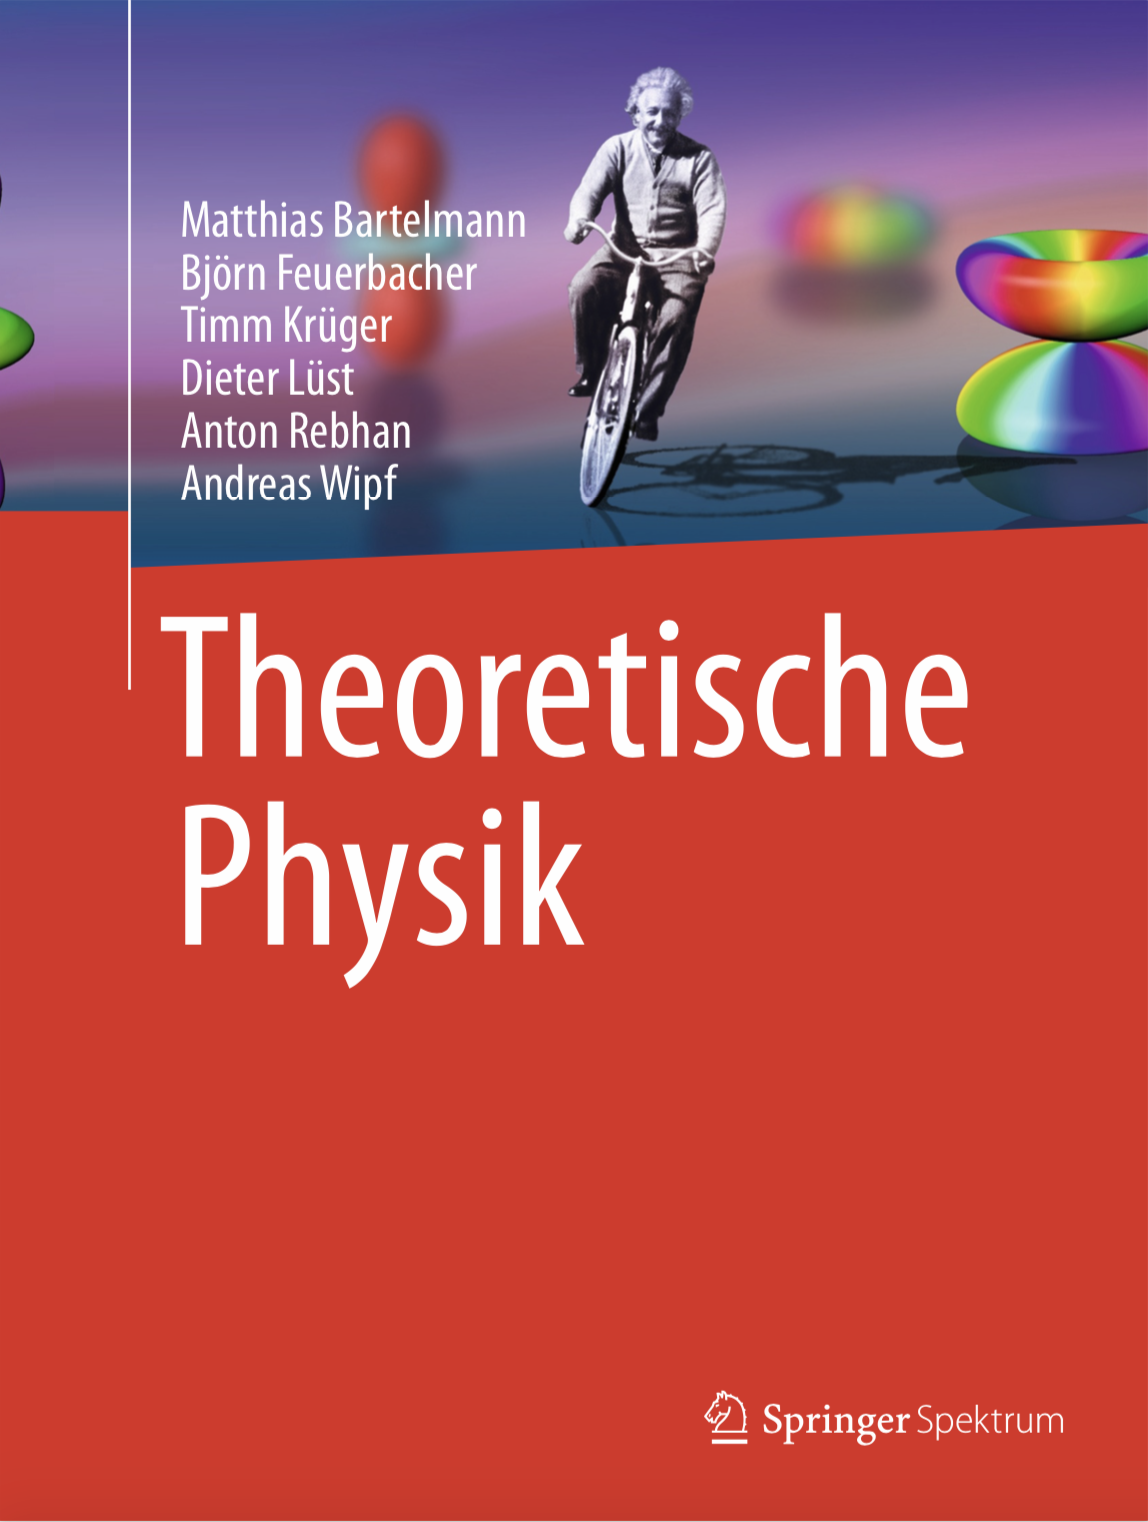 Matthias Bartelmann
Björn Feuerbacher
Timm Krüger
Dieter Lüst
Anton Rebhan
Andreas Wipf
Theoretische
Physik
Springer Spektrum